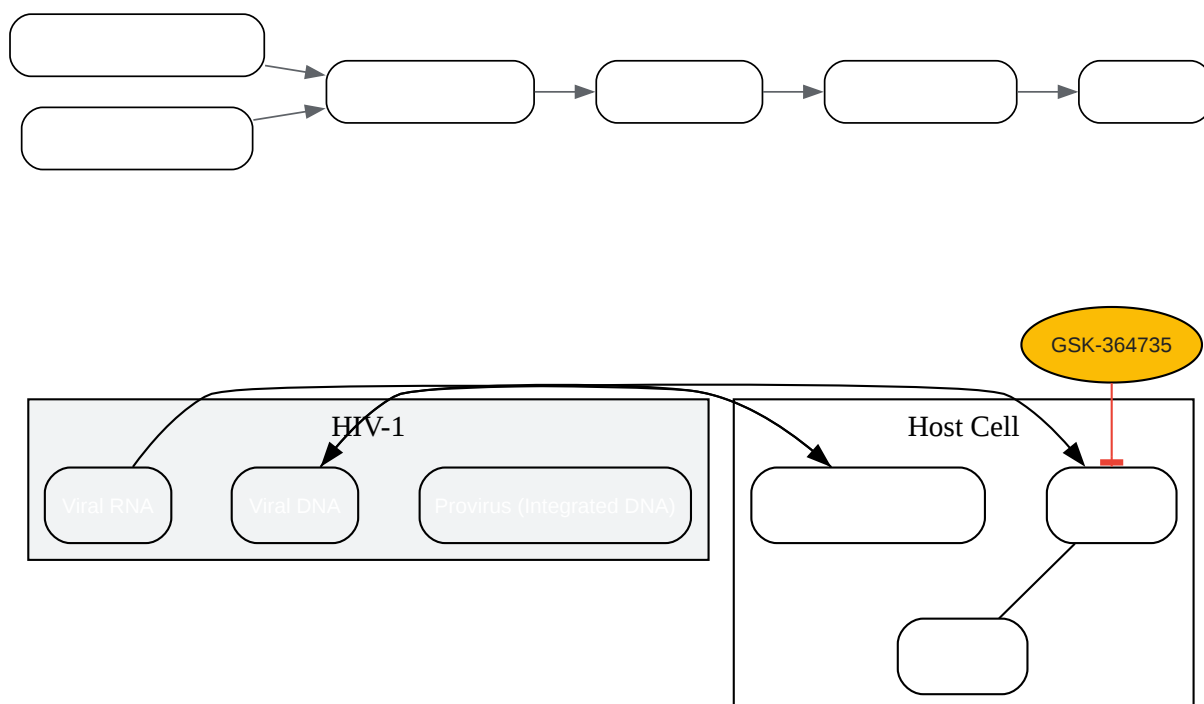 GSK-364735
HIV-1
Host Cell
Viral RNA
Viral DNA
Provirus (Integrated DNA)